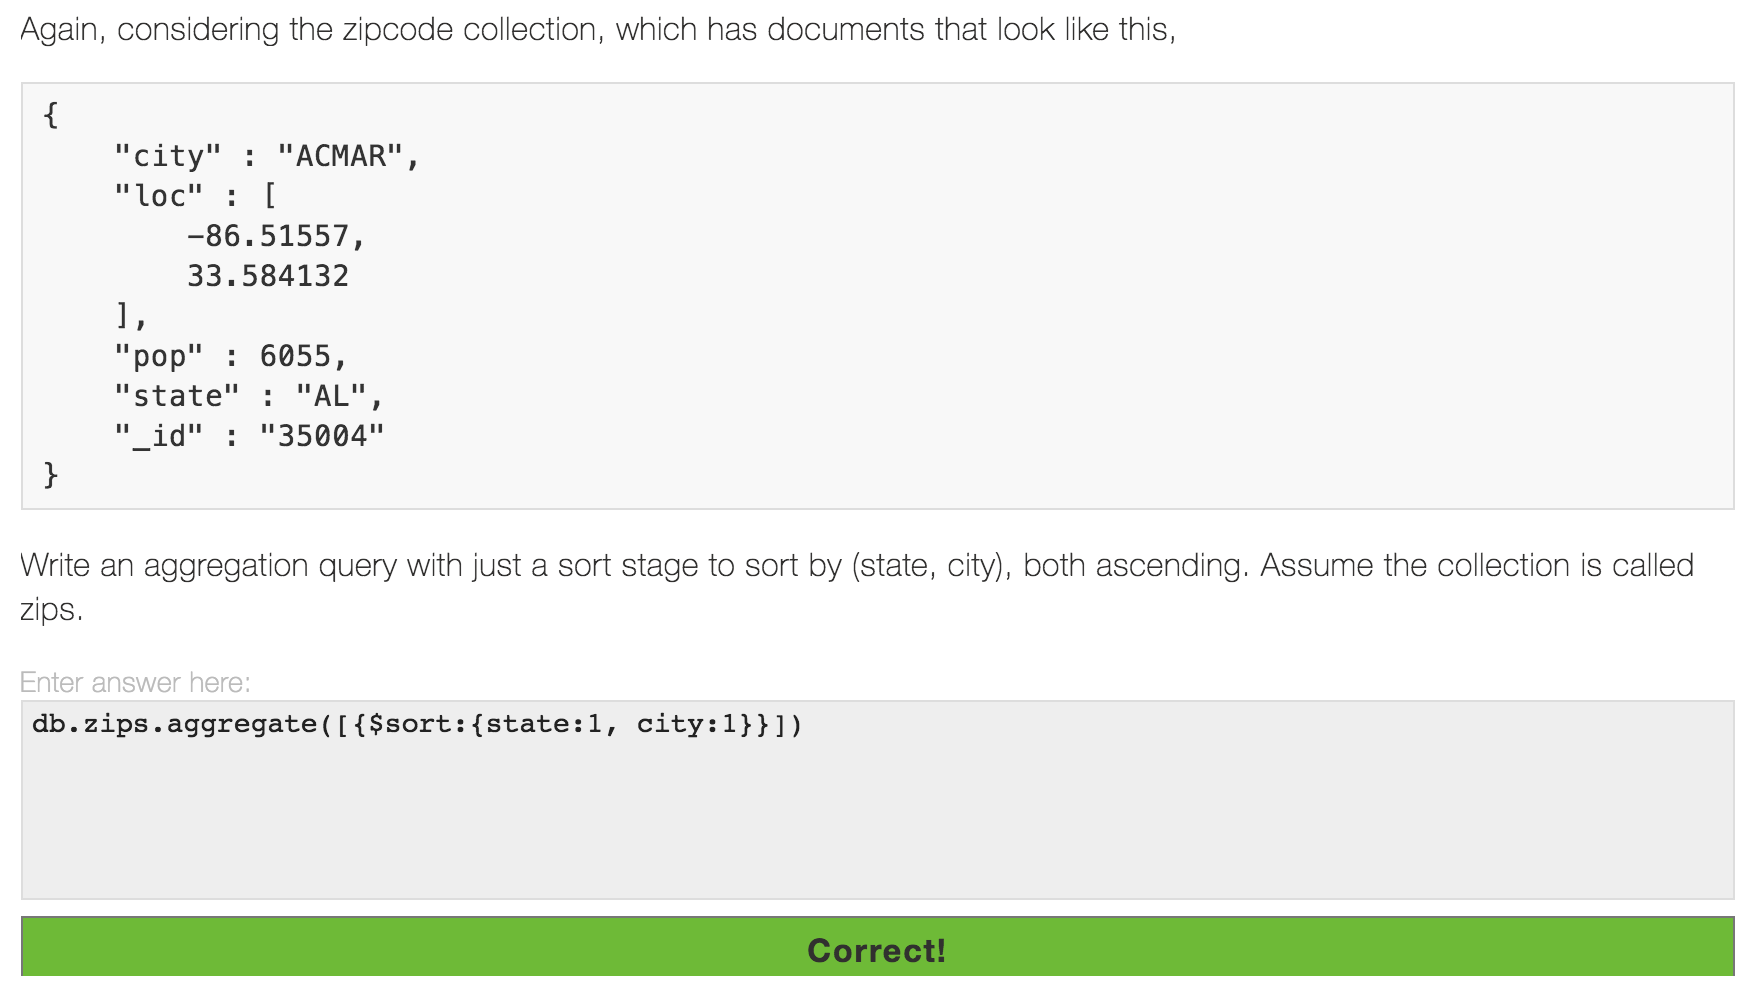 Again, considering the zipcode collection, which has documents that look like this,
{
"city" : "ACMAR",
"loc" : [
-86.51557,
33.584132
],
"pop" : 6055,
"state" : "AL",
"_id" : "35004"
}
Write an aggregation query with just a sort stage to sort by (state, city), both ascending. Assume the collection is called
zips.
Enter answer here:
db.zips.aggregate([{$sort:{state:1, city:1}}])
Correct!